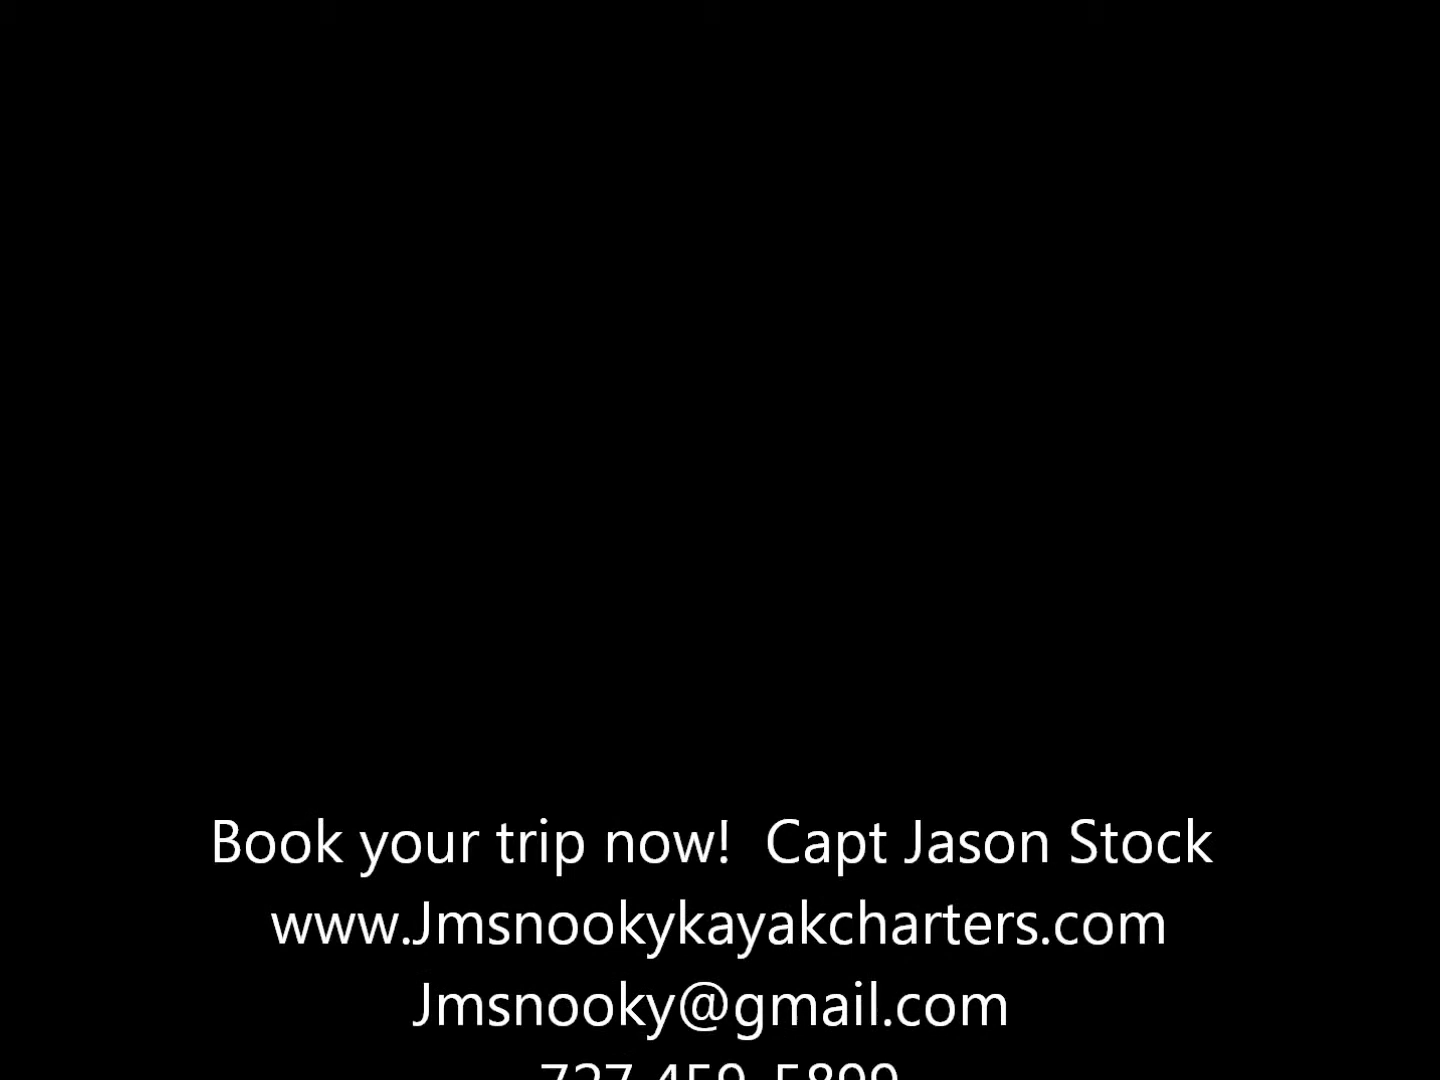 Book your trip now!  Capt Jason Stock
www.Jmsnookykayakcharters.com
Jmsnooky@gmail.com